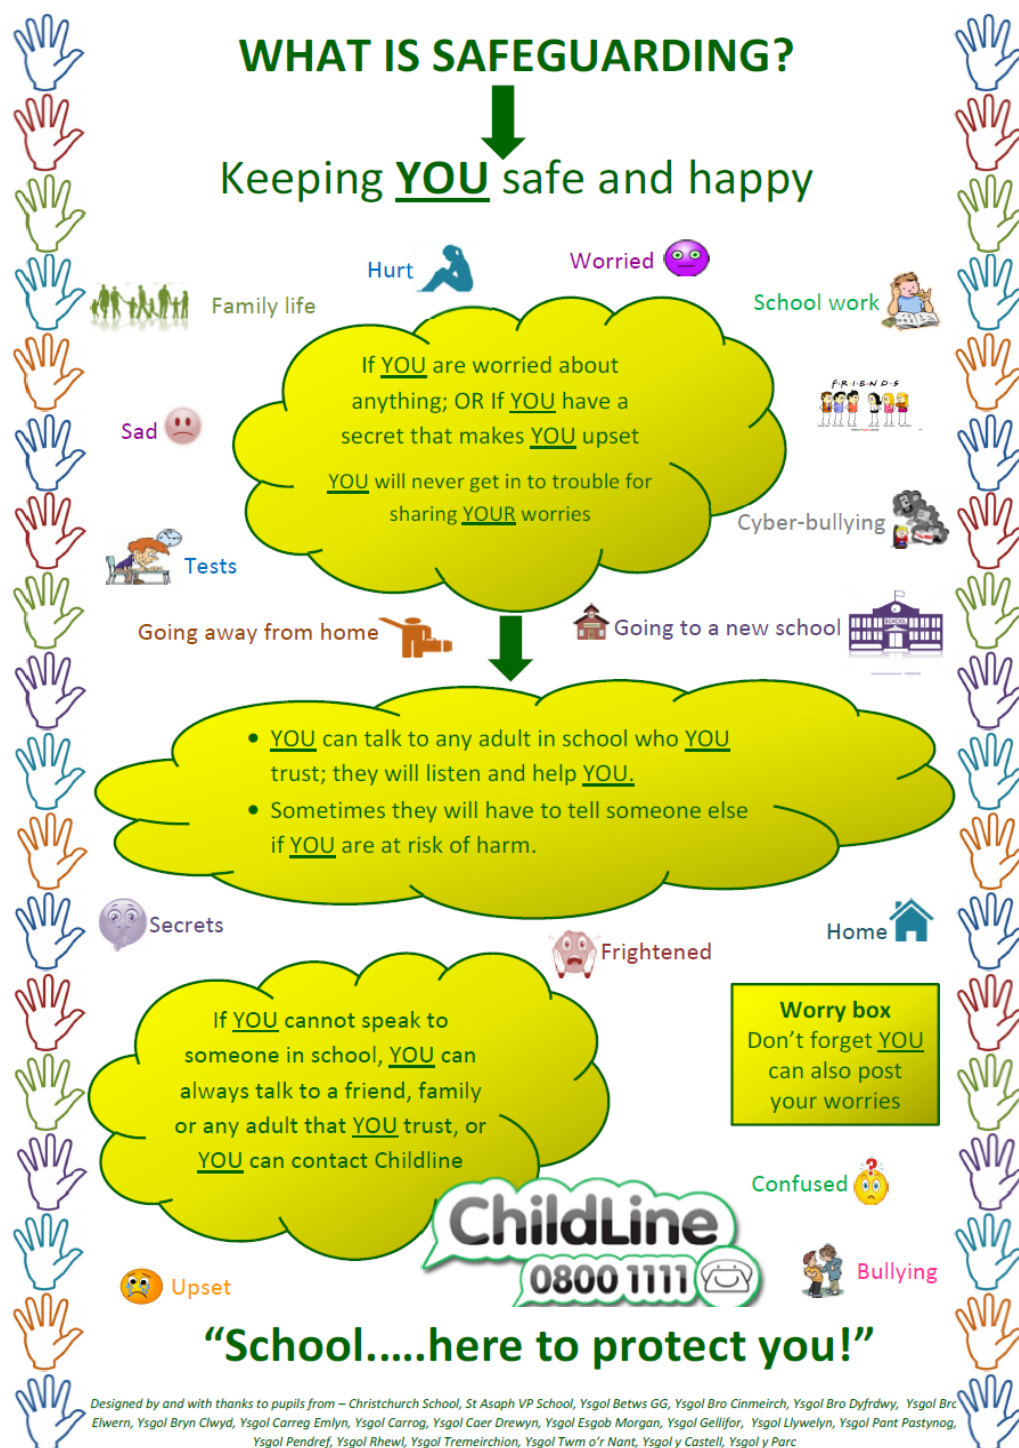 WHAT IS SAFEGUARDING?
Keeping YOU safe and happy
Hurt
Worried
Family life
School work
If YOU are worried about
anything; OR If YOU have a
secret that makes YOU upset
YOU will never get in to trouble for
sharing YOUR worries
F·R·I·E·N·D·S
Sad
Cyber-bullying
Tests
Going away from home
Going to a new school
SCHOOL
• YOU can talk to any adult in school who YOU
trust; they will listen and help YOU.
• Sometimes they will have to tell someone else
if YOU are at risk of harm.
Secrets
Frightened
Home
If YOU cannot speak to
someone in school, YOU can
always talk to a friend, family
or any adult that YOU trust, or
YOU can contact Childline
Worry box
Don't forget YOU
can also post
your worries
Confused
ChildLine
0800 1111
Bullying
Upset
“School.....here to protect you!”
Designed by and with thanks to pupils from – Christchurch School, St Asaph VP School, Ysgol Betws GG, Ysgol Bro Cinmeirch, Ysgol Bro Dyfrdwy, Ysgol Bro
Elwern, Ysgol Bryn Clwyd, Ysgol Carreg Emlyn, Ysgol Carrog, Ysgol Caer Drewyn, Ysgol Esgob Morgan, Ysgol Gellifor, Ysgol Llywelyn, Ysgol Pant Pastynog,
Ysgol Pendref, Ysgol Rhewl, Ysgol Tremeirchion, Ysgol Twm o'r Nant, Ysgol y Castell, Ysgol y Parc